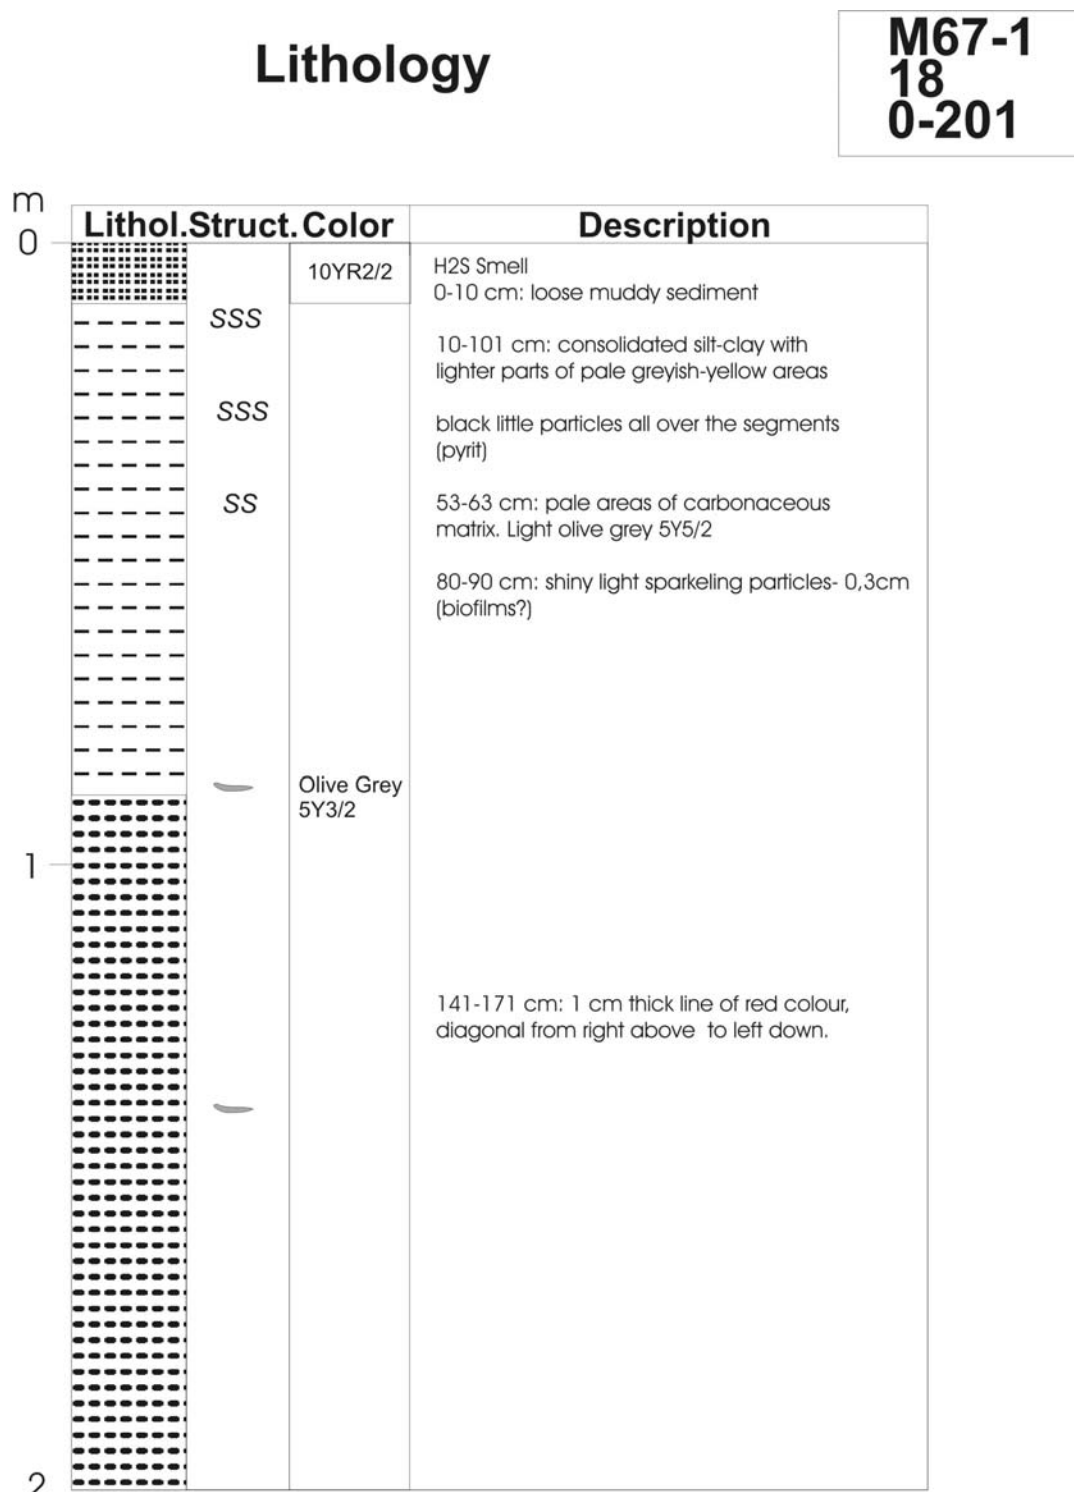 Lithology
M67-1
18
0-201
m
Lithol. Struct. Color Description
0
10YR2/2
H2S Smell
0-10 cm: loose muddy sediment
SSS
10-101 cm: consolidated silt-clay with
lighter parts of pale greyish-yellow areas
SSS
black little particles all over the segments
(pyrit)
SS
53-63 cm: pale areas of carbonaceous
matrix. Light olive grey 5Y5/2
80-90 cm: shiny light sparkeling particles- 0,3cm
(biofilms?)
Olive Grey
5Y3/2
1
141-171 cm: 1 cm thick line of red colour,
diagonal from right above to left down.
2